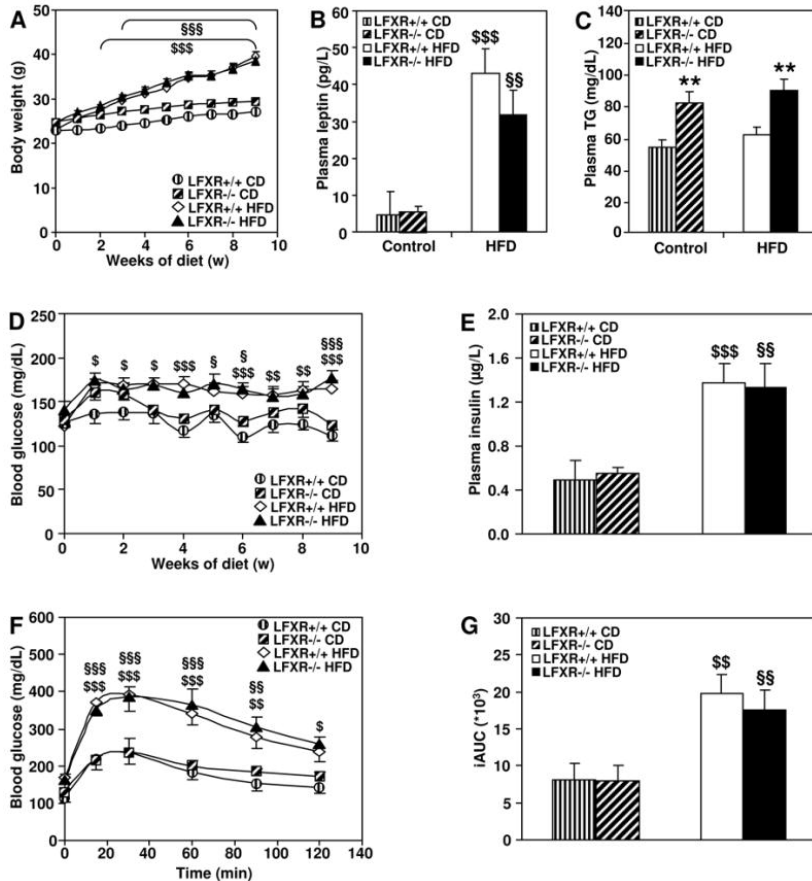 A
§§§
$$$
Body weight (g)
50
40
30
20
10
0
LFXR+/+ CD
LFXR-/- CD
LFXR+/+ HFD
LFXR-/- HFD
0 2 4 6 8 10
Weeks of diet (w)
B
LFXR+/+ CD
LFXR-/- CD
LFXR+/+ HFD
LFXR-/- HFD
Plasma leptin (pg/L)
60
50
40
30
20
10
0
$$$
§§
Control HFD
C
LFXR+/+ CD
LFXR-/- CD
LFXR+/+ HFD
LFXR-/- HFD
Plasma TG (mg/dL)
160
140
120
100
80
60
40
20
0
**
**
Control HFD
D
Blood glucose (mg/dL)
250
200
150
100
50
0
$ $ $ $$$ § § $$$ $$ $$ §§§ $$$
LFXR+/+ CD
LFXR-/- CD
LFXR+/+ HFD
LFXR-/- HFD
0 2 4 6 8 10
Weeks of diet (w)
E
LFXR+/+ CD
LFXR-/- CD
LFXR+/+ HFD
LFXR-/- HFD
Plasma insulin (µg/L)
1.8
1.4
1.0
0.6
0.4
0.0
$$$ §§
F
Blood glucose (mg/dL)
600
500
400
300
200
100
0
§§§ §§§ §§§ §§
$$$ $$$ $$$ $$ $
LFXR+/+ CD
LFXR-/- CD
LFXR+/+ HFD
LFXR-/- HFD
0 20 40 60 80 100 120 140
Time (min)
G
LFXR+/+ CD
LFXR-/- CD
LFXR+/+ HFD
LFXR-/- HFD
iAUC (*10³)
30
25
20
15
10
5
0
$$ §§